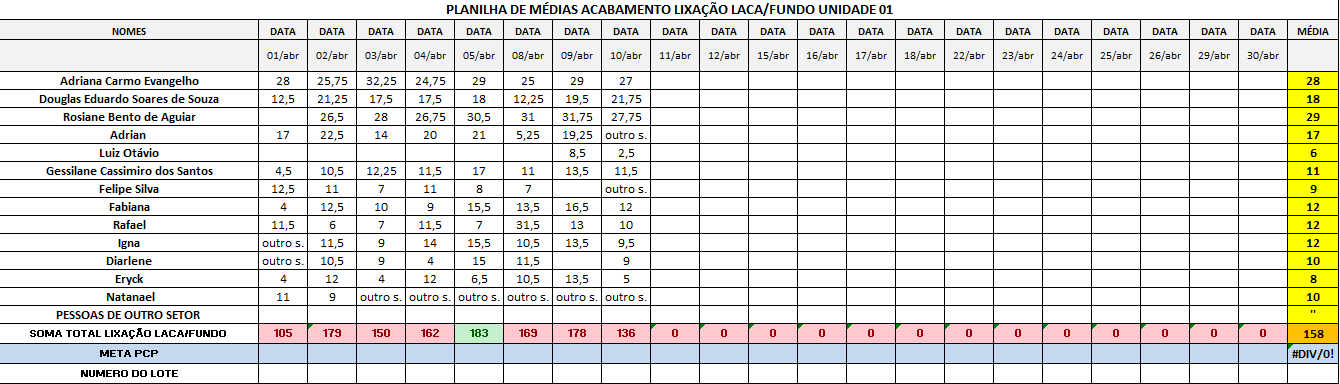 PLANILHA DE MÉDIAS ACABAMENTO LIXAÇÃO LACA/FUNDO UNIDADE 01
NOMES DATA DATA DATA DATA DATA DATA DATA DATA DATA DATA DATA DATA DATA DATA DATA DATA DATA DATA DATA DATA DATA MÉDIA
01/abr 02/abr 03/abr 04/abr 05/abr 08/abr 09/abr 10/abr 11/abr 12/abr 15/abr 16/abr 17/abr 18/abr 22/abr 23/abr 24/abr 25/abr 26/abr 29/abr 30/abr
Adriana Carmo Evangelho 28 25,75 32,25 24,75 29 25 29 27 28
Douglas Eduardo Soares de Souza 12,5 21,25 17,5 17,5 18 12,25 19,5 21,75 18
Rosiane Bento de Aguiar 26,5 28 26,75 30,5 31 31,75 27,75 29
Adrian 17 22,5 14 20 21 5,25 19,25 outro s. 17
Luiz Otávio 8,5 2,5 6
Gessilane Cassimiro dos Santos 4,5 10,5 12,25 11,5 17 11 13,5 11,5 11
Felipe Silva 12,5 11 7 11 8 7 outro s. 9
Fabiana 4 12,5 10 9 15,5 13,5 16,5 12 12
Rafael 11,5 6 7 11,5 7 31,5 13 10 12
Igna outro s. 11,5 9 14 15,5 10,5 13,5 9,5 12
Diarlene outro s. 10,5 9 4 15 11,5 9 10
Eryck 4 12 4 12 6,5 10,5 13,5 5 8
Natanael 11 9 outro s. outro s. outro s. outro s. outro s. outro s. 10
PESSOAS DE OUTRO SETOR "
SOMA TOTAL LIXAÇÃO LACA/FUNDO 105 179 150 162 183 169 178 136 0 0 0 0 0 0 0 0 0 0 0 0 0 158
META PCP #DIV/0!
NUMERO DO LOTE